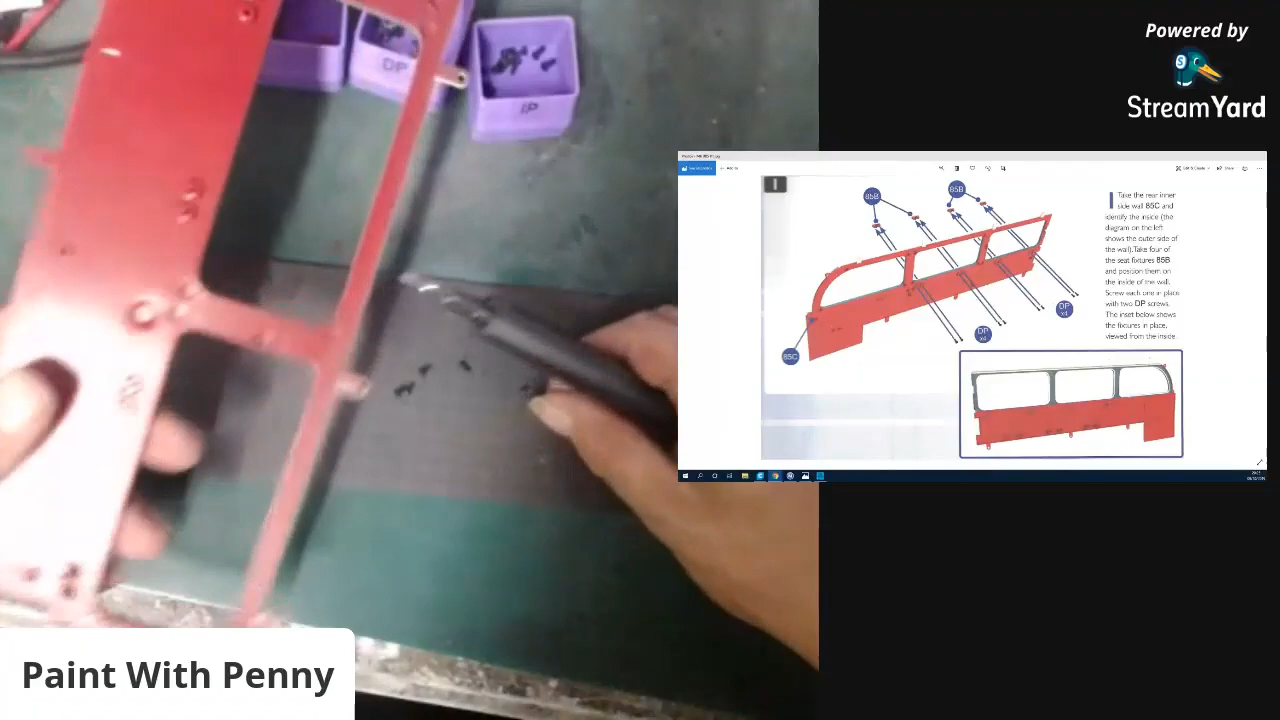 Powered by
StreamYard
DP
1
85B
85B
85C
DP
x4
DP
x4
Take the rear inner
side wall 85C and
identify the inside (the
diagram on the left
shows the outer side of
the wall).Take four of
the seat fixtures 85B
and position them on
the inside of the wall.
Screw each one in place
with two DP screws.
The inset below shows
the fixtures in place,
viewed from the inside.
Paint With Penny